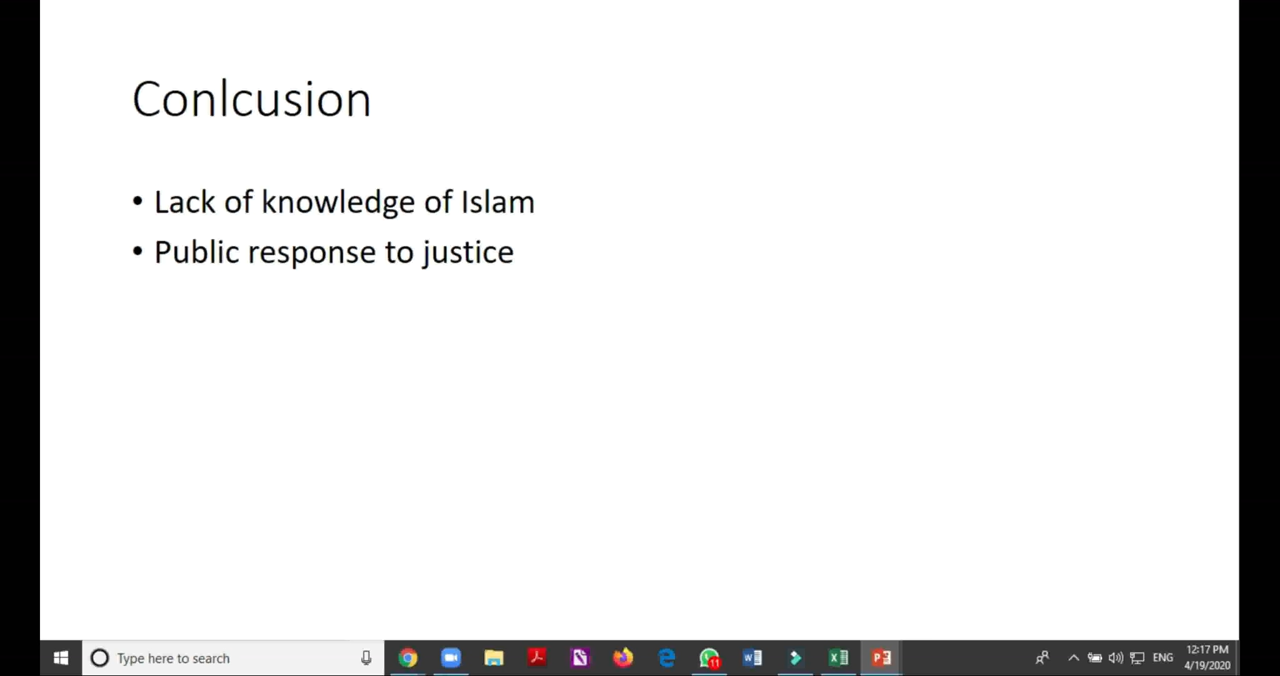 Conlcusion
• Lack of knowledge of Islam
• Public response to justice
Type here to search
11
ENG
12:17 PM
4/19/2020